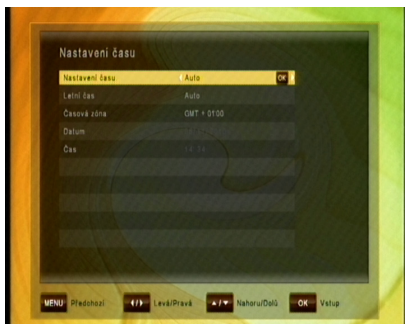 Nastavení času
Nastavení času Auto OK
Letní čas Auto
Časová zóna GMT + 01:00
Datum
Čas
MENU Předchozí Levá/Pravá Nahoru/Dolů OK Vstup